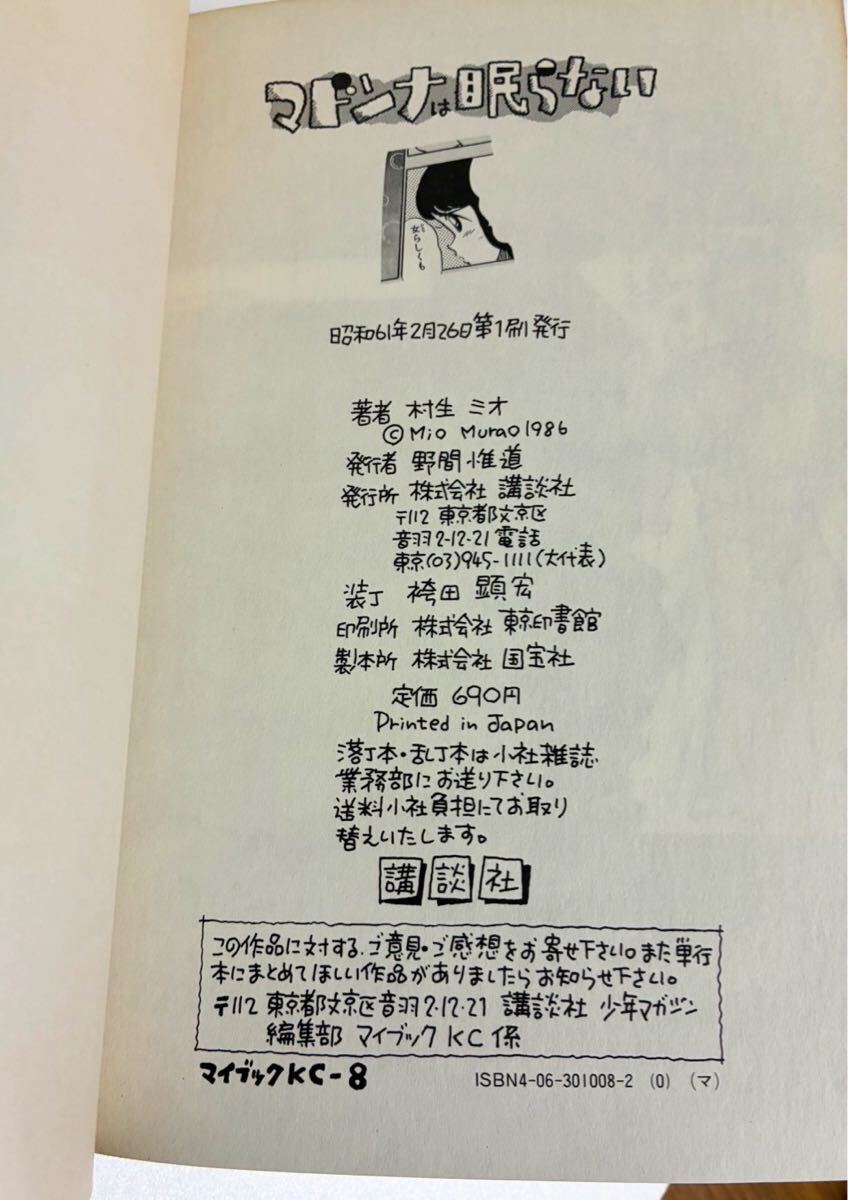 マドンナは眠らない
女らしくも
昭和61年2月26日第1刷発行
著者 村生 ミオ
©Mio Murao1986
発行者 野間惟道
発行所 株式会社 講談社
〒112 東京都文京区
音羽2-12-21 電話
東京(03)945-1111(大代表)
装丁 袴田 顕宏
印刷所 株式会社 東京印書館
製本所 株式会社 国宝社
定価 690円
Printed in Japan
落丁本・乱丁本は小社雑誌
業務部にお送り下さい。
送料小社負担にてお取り
替えいたします。
講談社
この作品に対する、ご意見・ご感想をお寄せ下さい。また単行
本にまとめてほしい作品がありましたらお知らせ下さい。
〒112 東京都文京区音羽2-12-21 講談社 少年マガジン
編集部 マイブックKC係
マイブックKC-8
ISBN4-06-301008-2 (0) (マ)